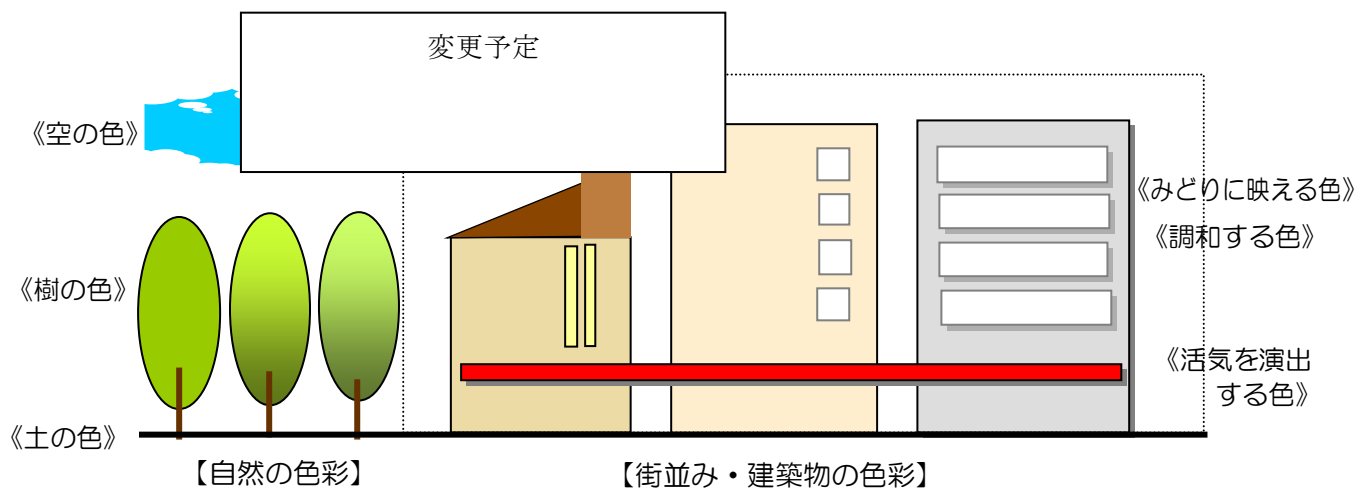 変更予定
《空の色》
《みどりに映える色》
《調和する色》
《樹の色》
《活気を演出
する色》
《土の色》
【自然の色彩】
【街並み・建築物の色彩】